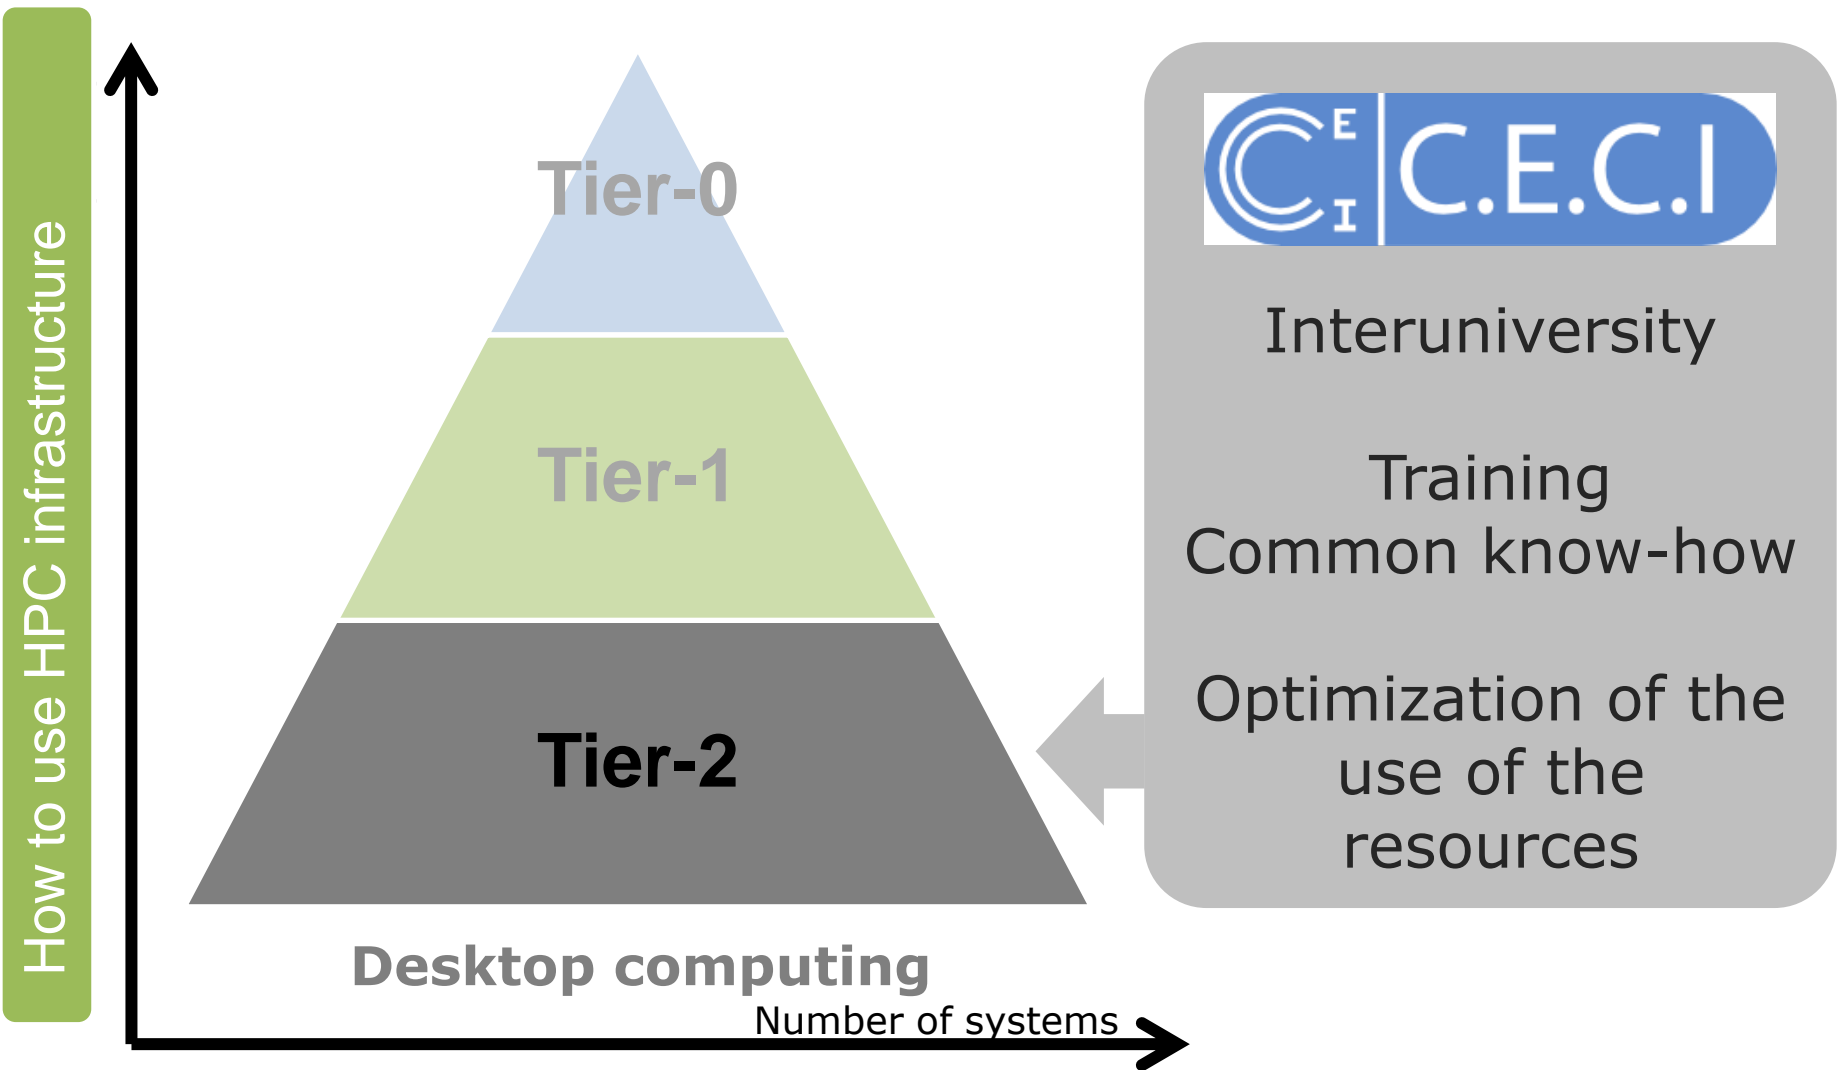 How to use HPC infrastructure
Tier-0
Tier-1
Tier-2
Desktop computing
Number of systems
C E C I
C.E.C.I
Interuniversity
Training
Common know-how
Optimization of the
use of the
resources